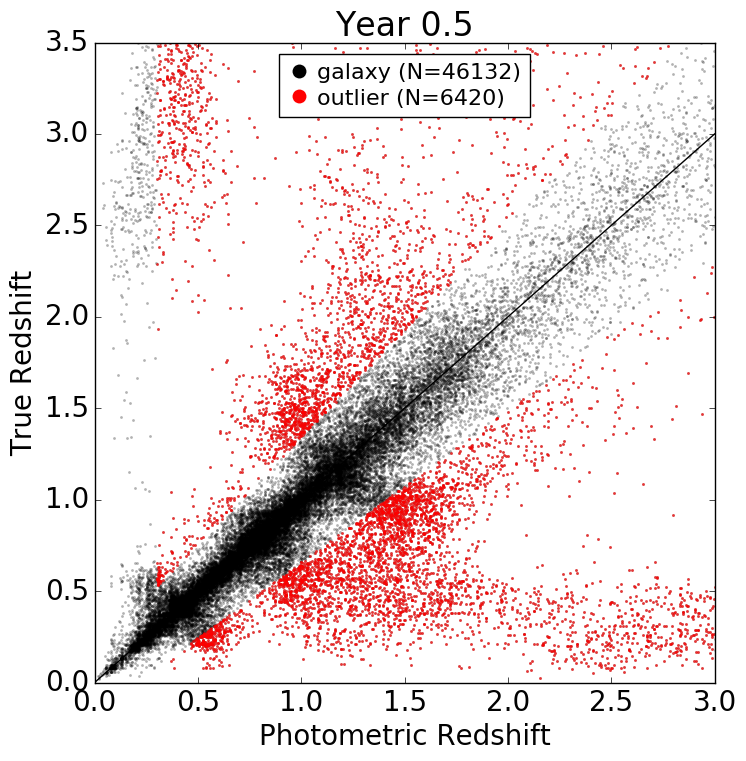 Year 0.5
galaxy (N=46132)
outlier (N=6420)
3.5
3.0
2.5
2.0
1.5
1.0
0.5
0.0
True Redshift
0.0 0.5 1.0 1.5 2.0 2.5 3.0
Photometric Redshift